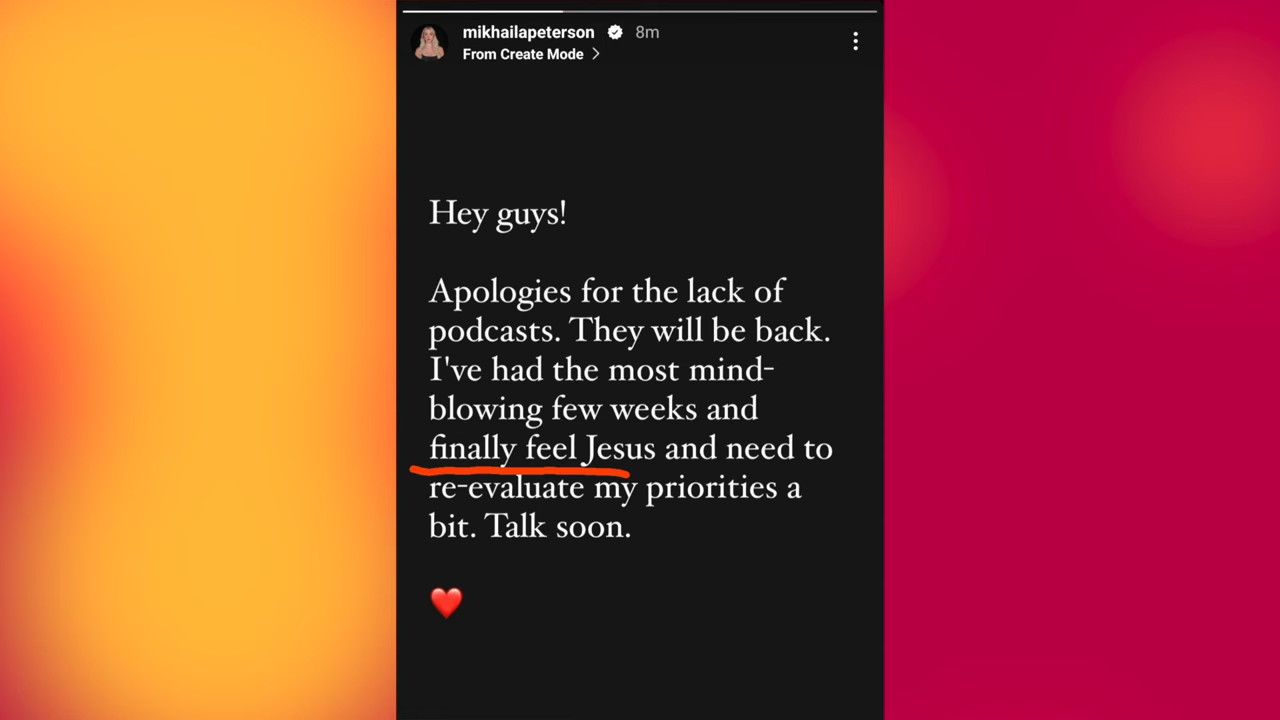 mikhailapeterson 8m
From Create Mode
Hey guys!
Apologies for the lack of
podcasts. They will be back.
I've had the most mind-
blowing few weeks and
finally feel Jesus and need to
re-evaluate my priorities a
bit. Talk soon.